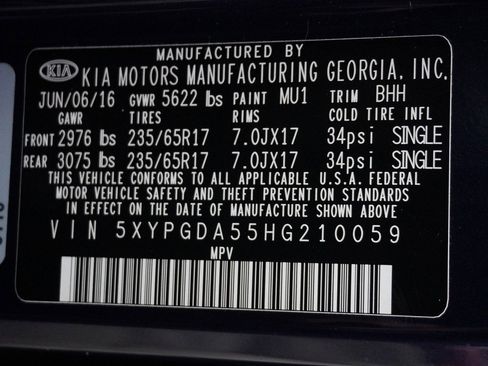 MANUFACTURED BY
KIA KIA MOTORS MANUFACTURING GEORGIA, INC.
JUN/06/16 GVWR 5622 lbs PAINT MU1 TRIM BHH
GAWR TIRES RIMS COLD TIRE INFL
FRONT 2976 lbs 235/65R17 7.0JX17 34psi SINGLE
REAR 3075 lbs 235/65R17 7.0JX17 34psi SINGLE
THIS VEHICLE CONFORMS TO ALL APPLICABLE U.S.A. FEDERAL
MOTOR VEHICLE SAFETY AND THEFT PREVENTION STANDARDS
IN EFFECT ON THE DATE OF MANUFACTURE SHOWN ABOVE
VIN 5XYPGDA55HG210059
MPV